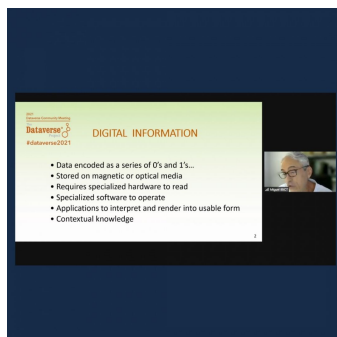 2021
Dataverse Community Meeting
Dataverse®
Project
#dataverse2021
DIGITAL INFORMATION
• Data encoded as a series of 0's and 1's...
• Stored on magnetic or optical media
• Requires specialized hardware to read
• Specialized software to operate
• Applications to interpret and render into usable form
• Contextual knowledge